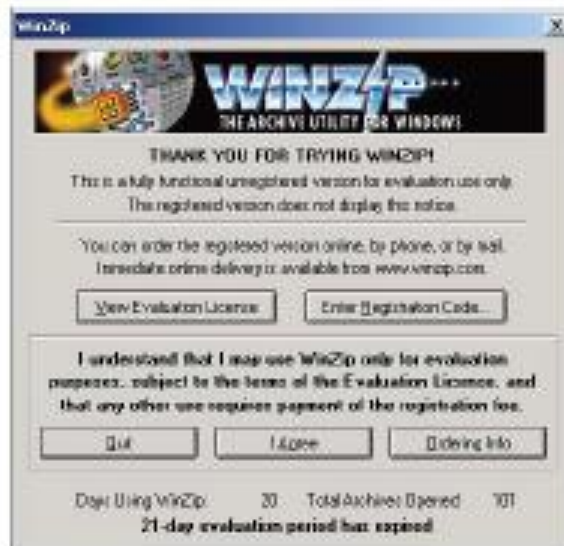 WinZip
WINZIP
THE ARCHIVE UTILITY FOR WINDOWS
THANK YOU FOR TRYING WINZIP!
This is a fully functional unregistered version for evaluation use only.
The registered version does not display this notice.
You can order the registered version online, by phone, or by mail.
Immediate online delivery is available from www.winzip.com.
View Evaluation License
Enter Registration Code...
I understand that I may use WinZip only for evaluation
purposes, subject to the terms of the Evaluation License, and
that any other use requires payment of the registration fee.
Quit
I Agree
Ordering Info
Days Using WinZip: 20 Total Archives Opened: 101
21-day evaluation period has expired